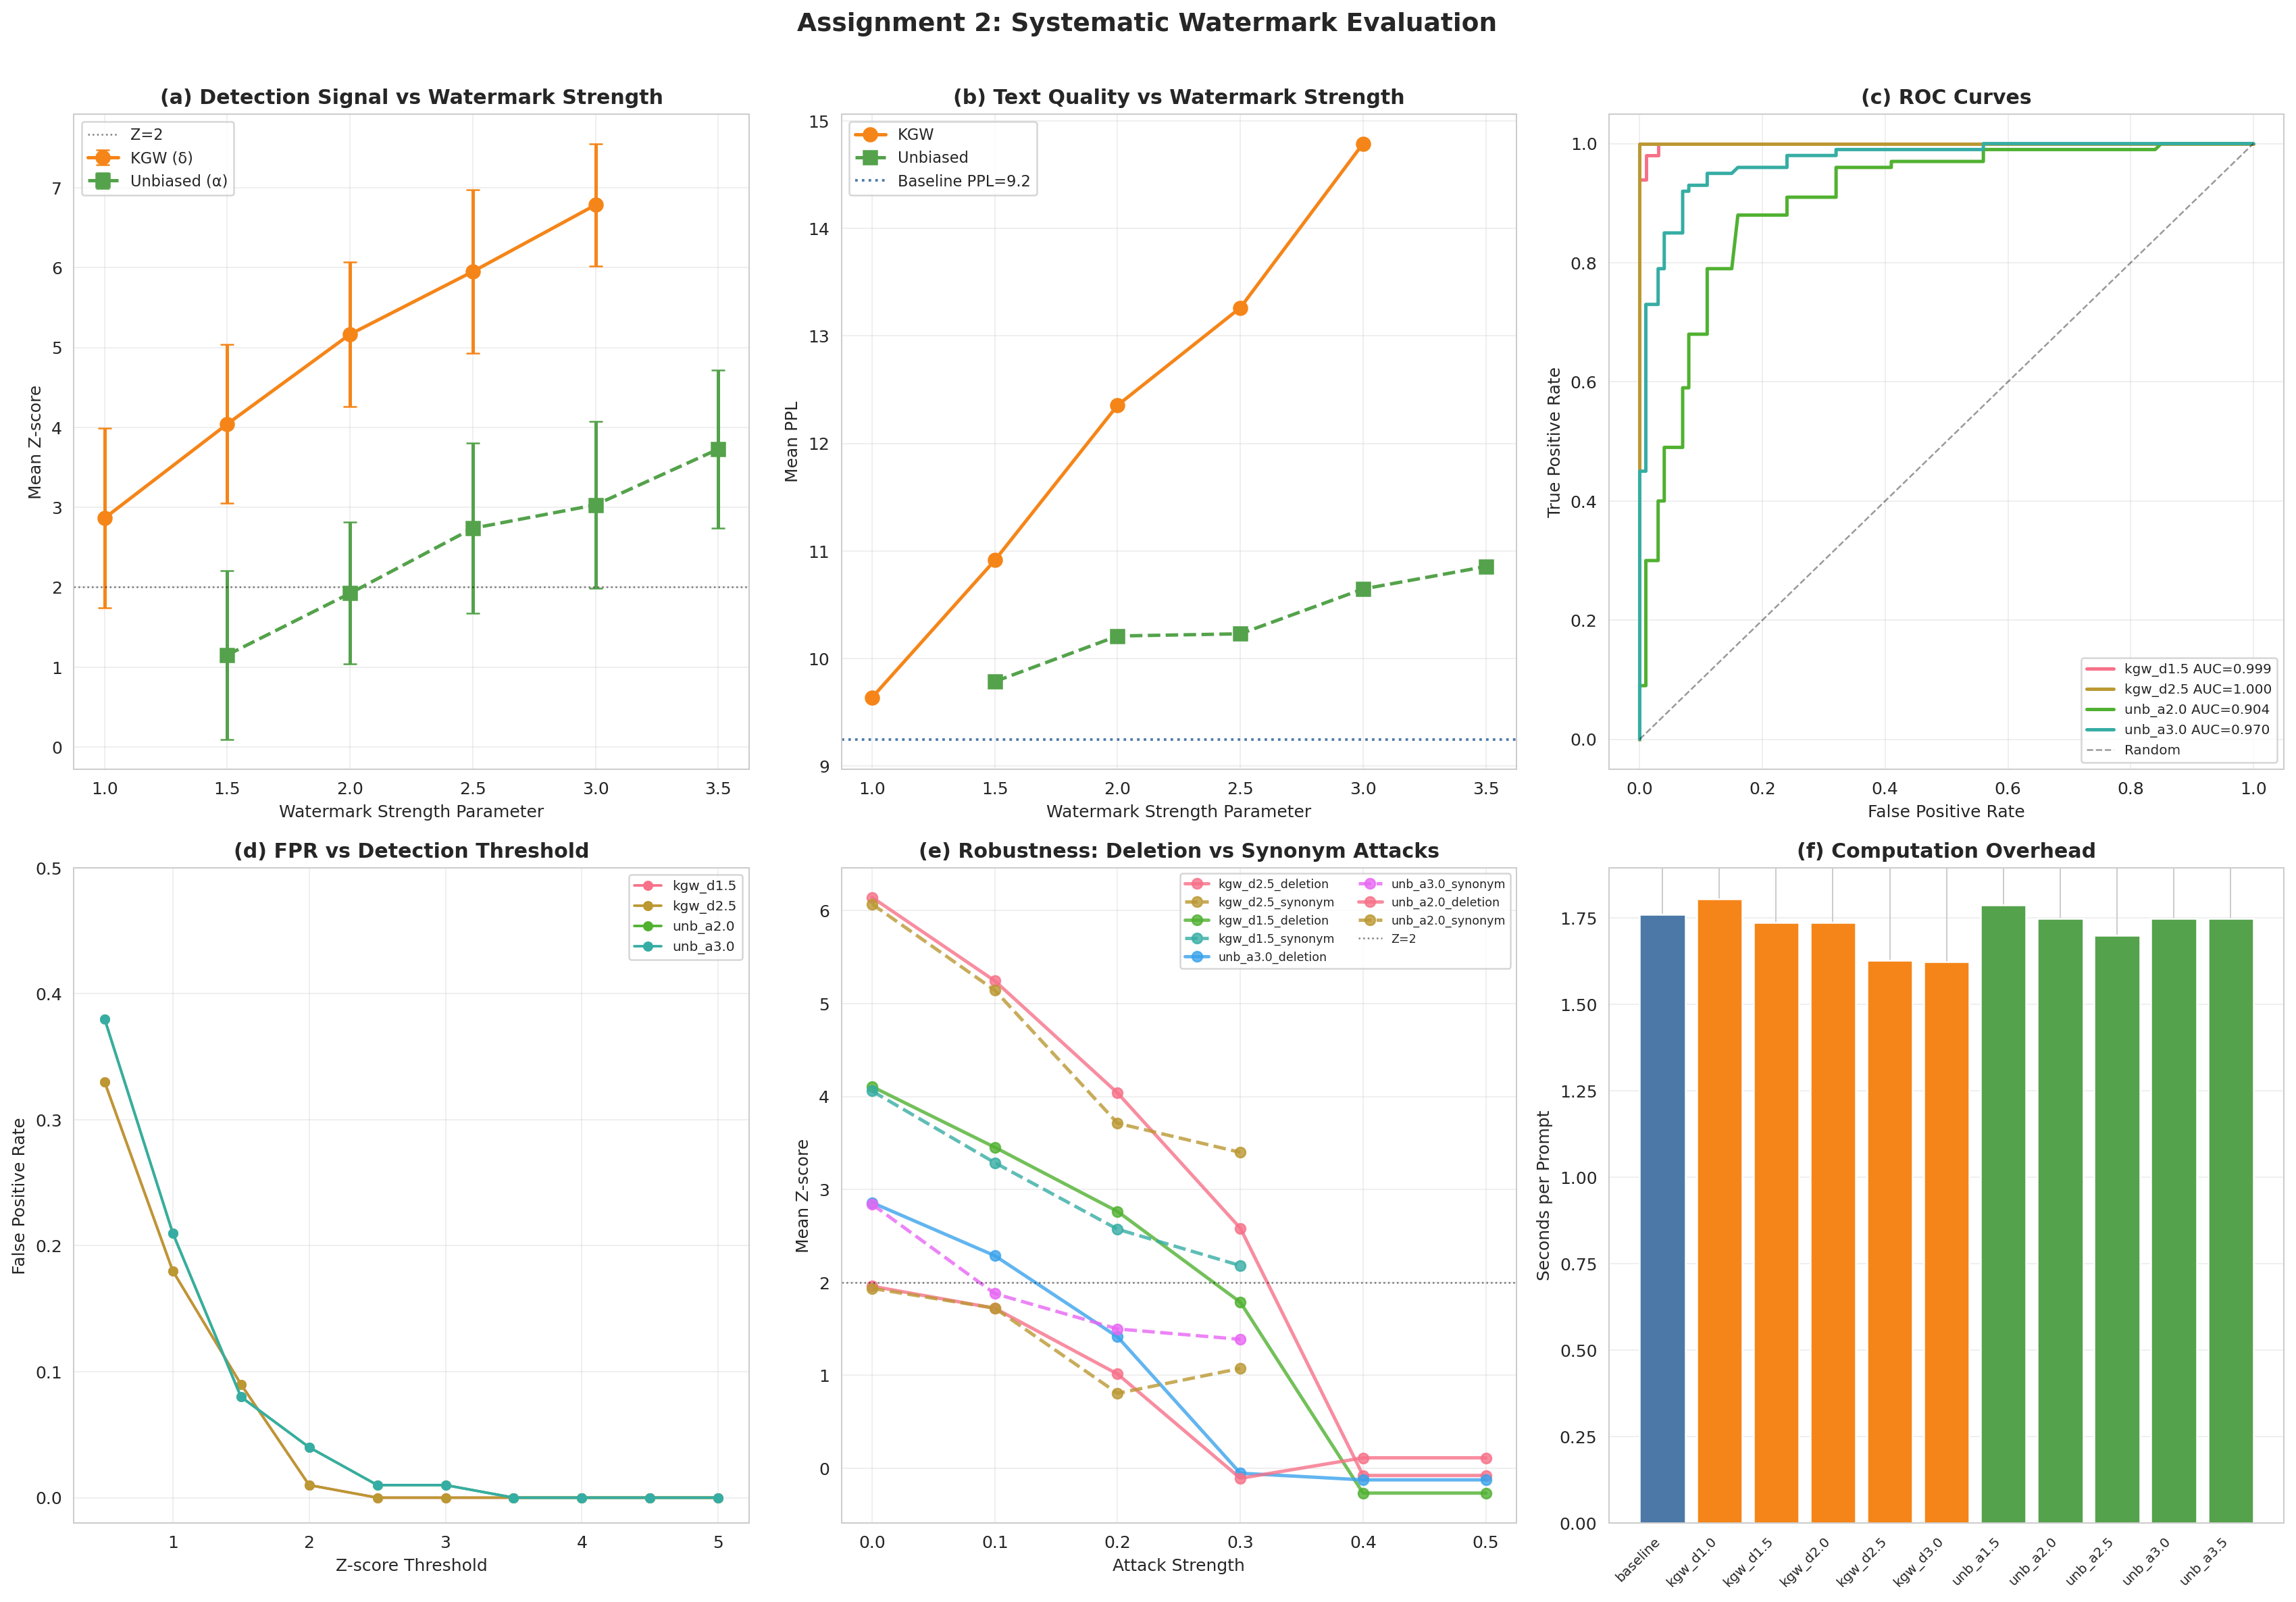 Assignment 2: Systematic Watermark Evaluation
(a) Detection Signal vs Watermark Strength
Z=2
KGW (δ)
Unbiased (α)
7
6
5
4
3
2
1
0
Mean Z-score
1.0 1.5 2.0 2.5 3.0 3.5
Watermark Strength Parameter
(b) Text Quality vs Watermark Strength
KGW
Unbiased
Baseline PPL=9.2
15
14
13
12
11
10
9
Mean PPL
1.0 1.5 2.0 2.5 3.0 3.5
Watermark Strength Parameter
(c) ROC Curves
1.0
0.8
0.6
0.4
0.2
0.0
True Positive Rate
kgw_d1.5 AUC=0.999
kgw_d2.5 AUC=1.000
unb_a2.0 AUC=0.904
unb_a3.0 AUC=0.970
Random
0.0 0.2 0.4 0.6 0.8 1.0
False Positive Rate
(d) FPR vs Detection Threshold
kgw_d1.5
kgw_d2.5
unb_a2.0
unb_a3.0
0.5
0.4
0.3
0.2
0.1
0.0
False Positive Rate
1 2 3 4 5
Z-score Threshold
(e) Robustness: Deletion vs Synonym Attacks
kgw_d2.5_deletion
kgw_d2.5_synonym
kgw_d1.5_deletion
kgw_d1.5_synonym
unb_a3.0_deletion
unb_a3.0_synonym
unb_a2.0_deletion
unb_a2.0_synonym
Z=2
6
5
4
3
2
1
0
Mean Z-score
0.0 0.1 0.2 0.3 0.4 0.5
Attack Strength
(f) Computation Overhead
1.75
1.50
1.25
1.00
0.75
0.50
0.25
0.00
Seconds per Prompt
baseline
kgw_d1.0
kgw_d1.5
kgw_d2.0
kgw_d2.5
kgw_d3.0
unb_a1.5
unb_a2.0
unb_a2.5
unb_a3.0
unb_a3.5